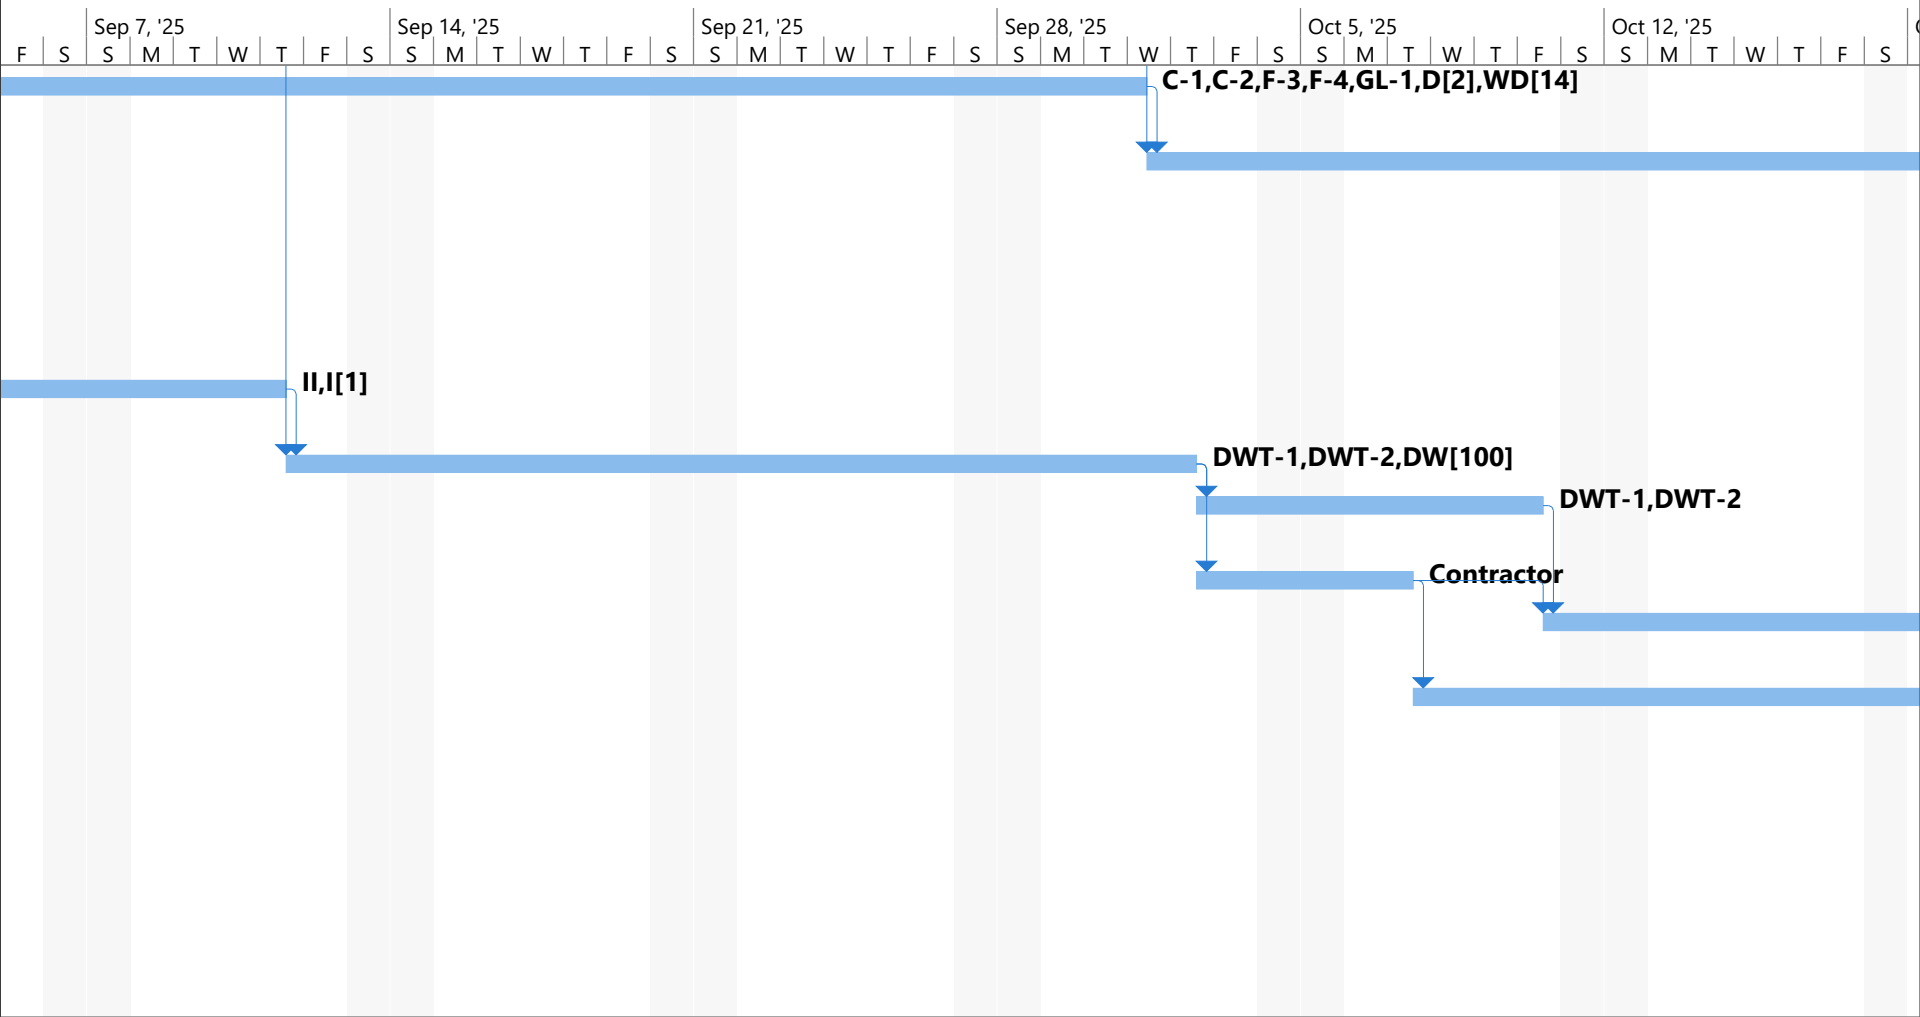 Sep 7, '25 Sep 14, '25 Sep 21, '25 Sep 28, '25 Oct 5, '25 Oct 12, '25
F S S M T W T F S S M T W T F S S M T W T F S S M T W T F S S M T W T F S S M T W T F S
C-1,C-2,F-3,F-4,GL-1,D[2],WD[14]
II,I[1]
DWT-1,DWT-2,DW[100]
DWT-1,DWT-2
Contractor